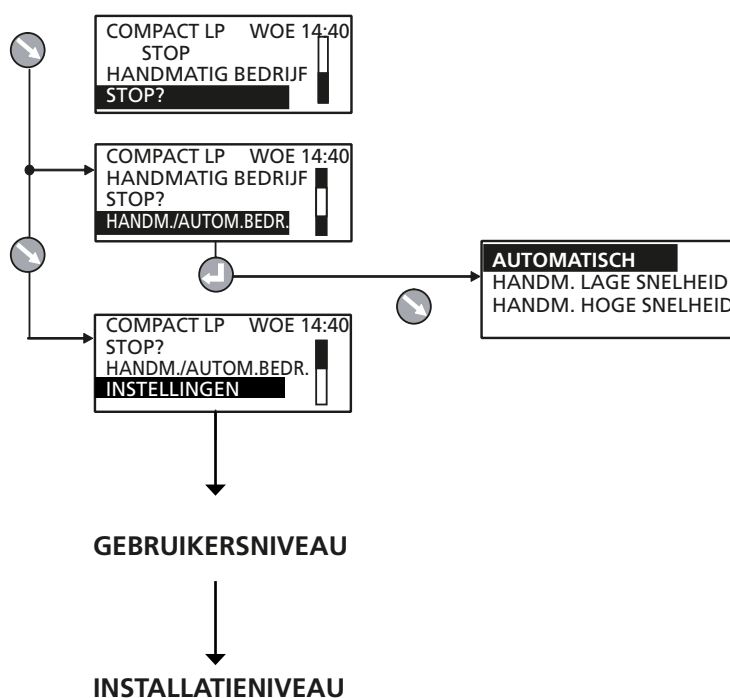 COMPACT LP WOE 14:40
STOP
HANDMATIG BEDRIJF
STOP?
COMPACT LP WOE 14:40
HANDMATIG BEDRIJF
STOP?
HANDM./AUTOM.BEDR.
AUTOMATISCH
HANDM. LAGE SNELHEID
HANDM. HOGE SNELHEID
COMPACT LP WOE 14:40
STOP?
HANDM./AUTOM.BEDR.
INSTELLINGEN
GEBRUIKERSNIVEAU
INSTALLATIENIVEAU